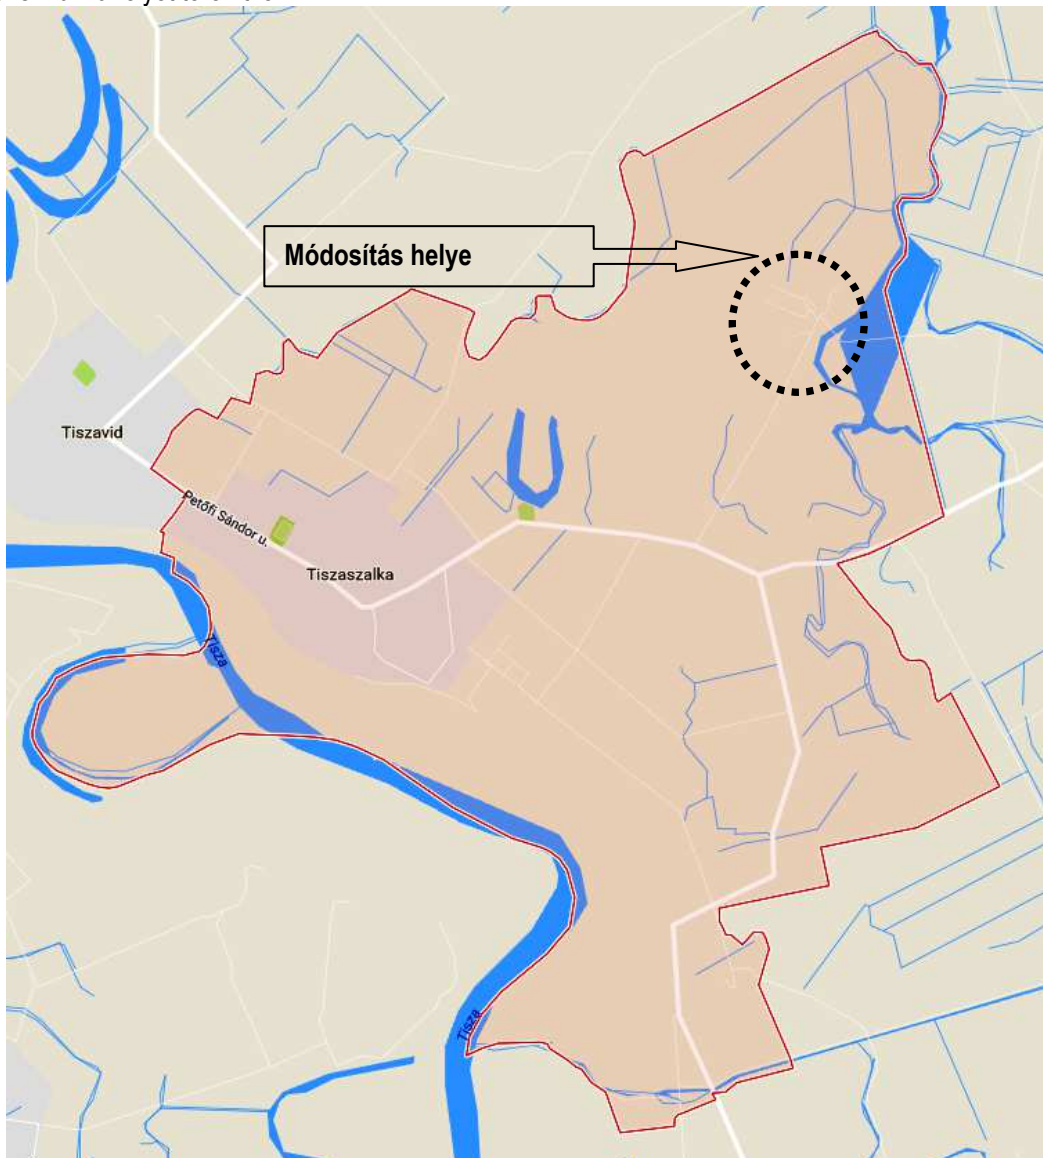 Módosítás helye
Tiszavid
Petőfi Sándor u.
Tiszaszalka
Tisza
Tisza